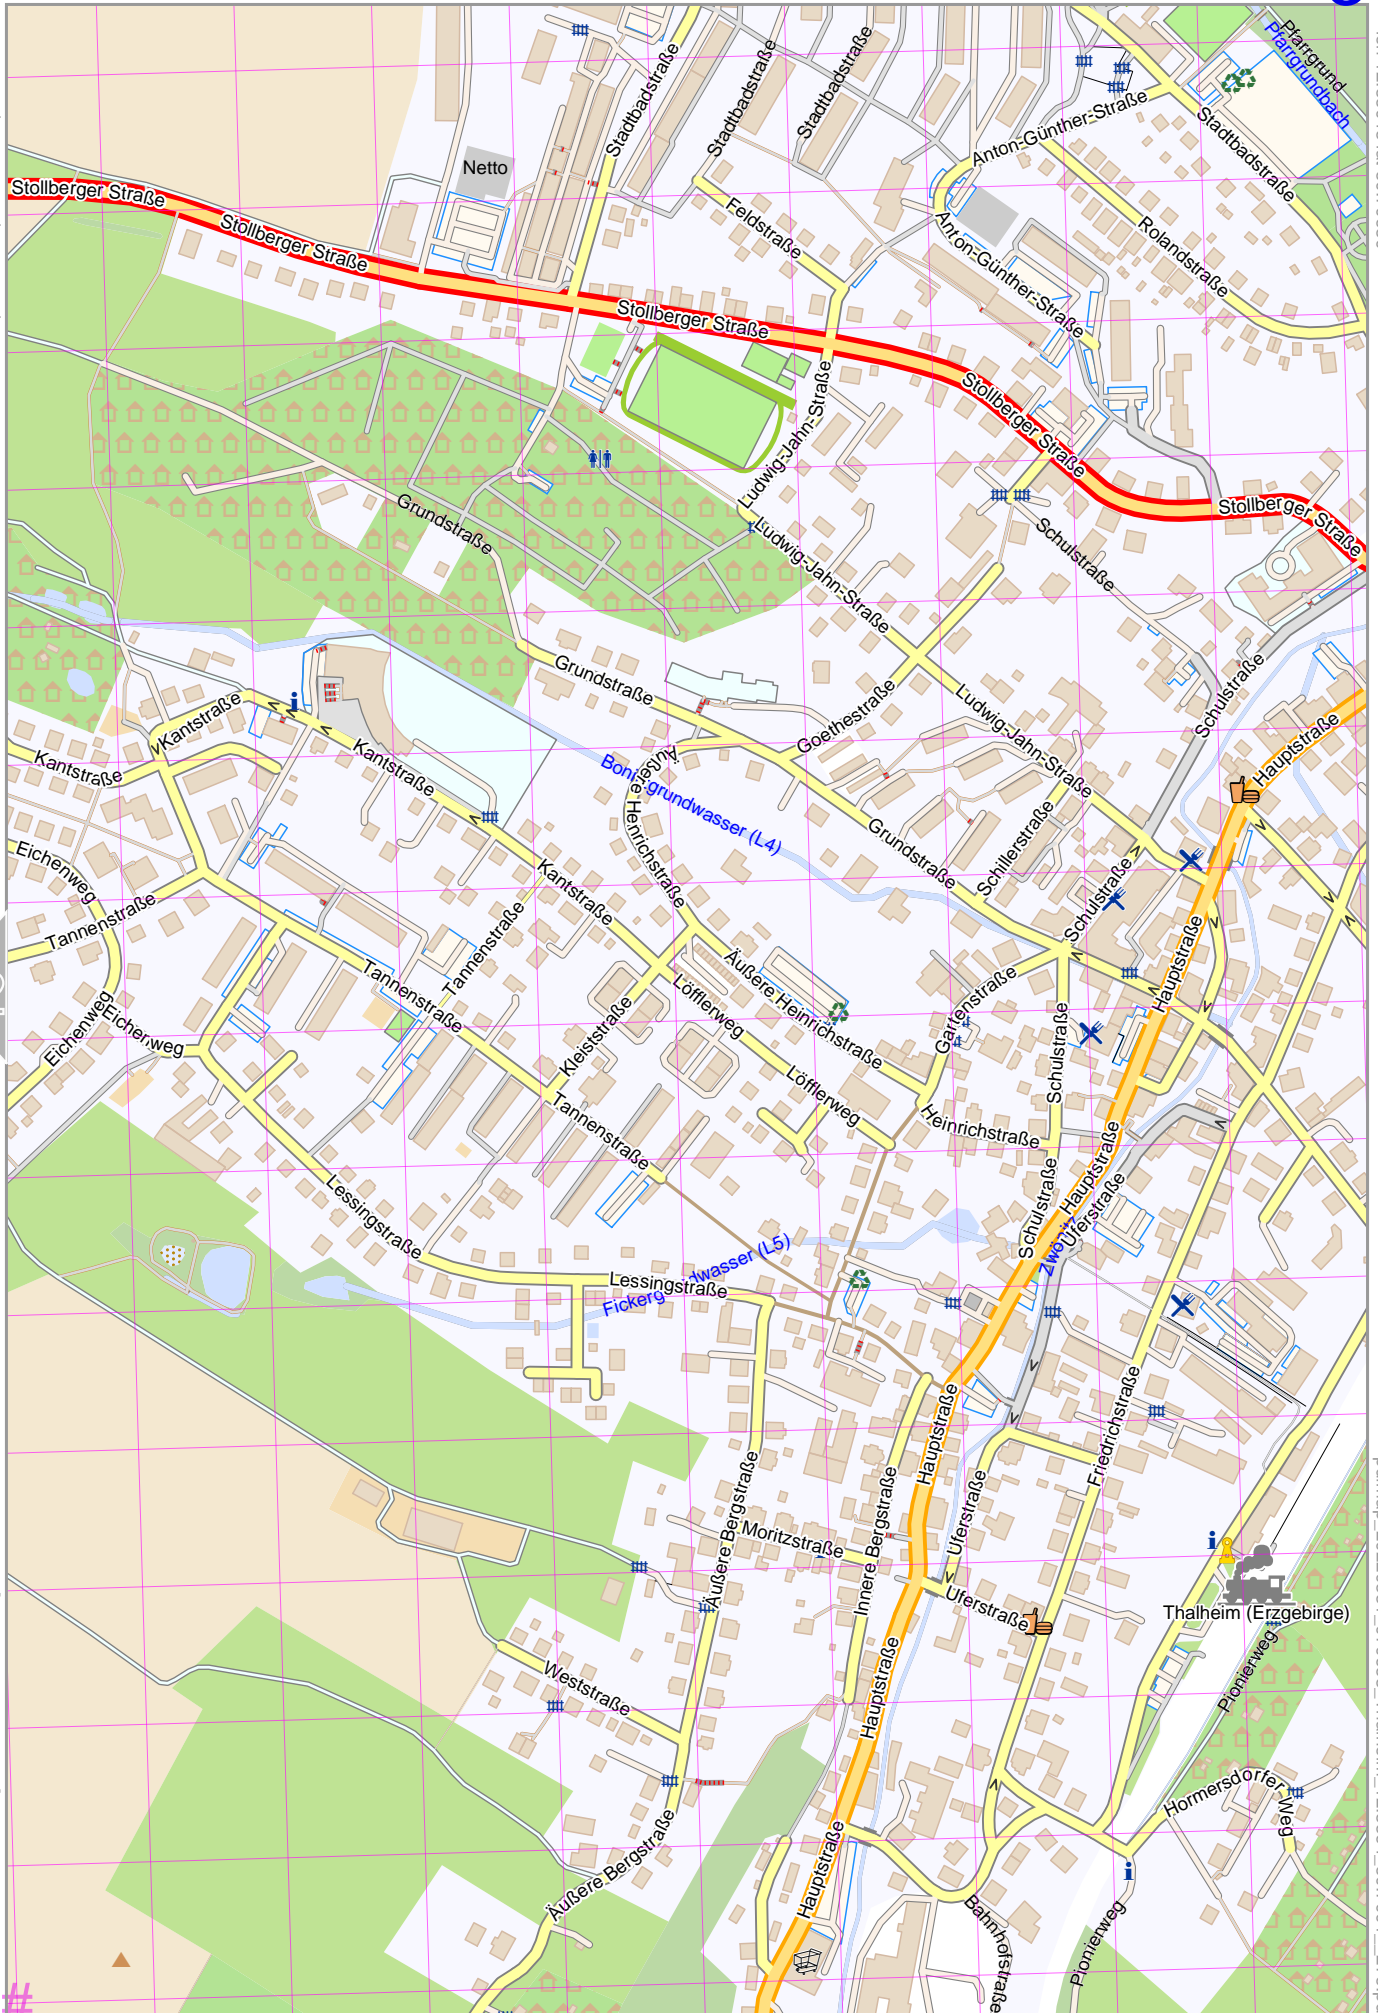 Stadtbadstraße
Stadtbadstraße
Stadtbadstraße
Pfarrgrund
Pfarrgrundbach
Anton-Günther-Straße
Stadtbadstraße
Netto
Stollberger Straße
Stollberger Straße
Feldstraße
Anton-Günther-Straße
Rolandstraße
Stollberger Straße
Stollberger Straße
Ludwig-Jahn-Straße
Stollberger Straße
Grundstraße
Ludwig-Jahn-Straße
Schulstraße
Grundstraße
Goethestraße
Ludwig-Jahn-Straße
Schulstraße
Hauptstraße
Kantstraße
Kantstraße
Kantstraße
Äußere Heinrichstraße
(L4)
Grundstraße
Schillerstraße
Schulstraße
Eichenweg
Tannenstraße
Kantstraße
Tannenstraße
Tannenstraße
Äußere Heinrichstraße
Löfflerweg
Gartenstraße
Hauptstraße
Eichenweg
Eichenweg
Kleiststraße
Schulstraße
Löfflerweg
Tannenstraße
Heinrichstraße
Hauptstraße
Schulstraße
Uferstraße
Zwönitz
Lessingstraße
Lessingstraße
(L5)
Friedrichstraße
Hauptstraße
Äußere Bergstraße
Moritzstraße
Innere Bergstraße
Uferstraße
Uferstraße
Thalheim (Erzgebirge)
Pionierweg
Weststraße
Hauptstraße
Hormersdorfer Weg
Äußere Bergstraße
Hauptstraße
Bahnhofstraße
Pionierweg
#